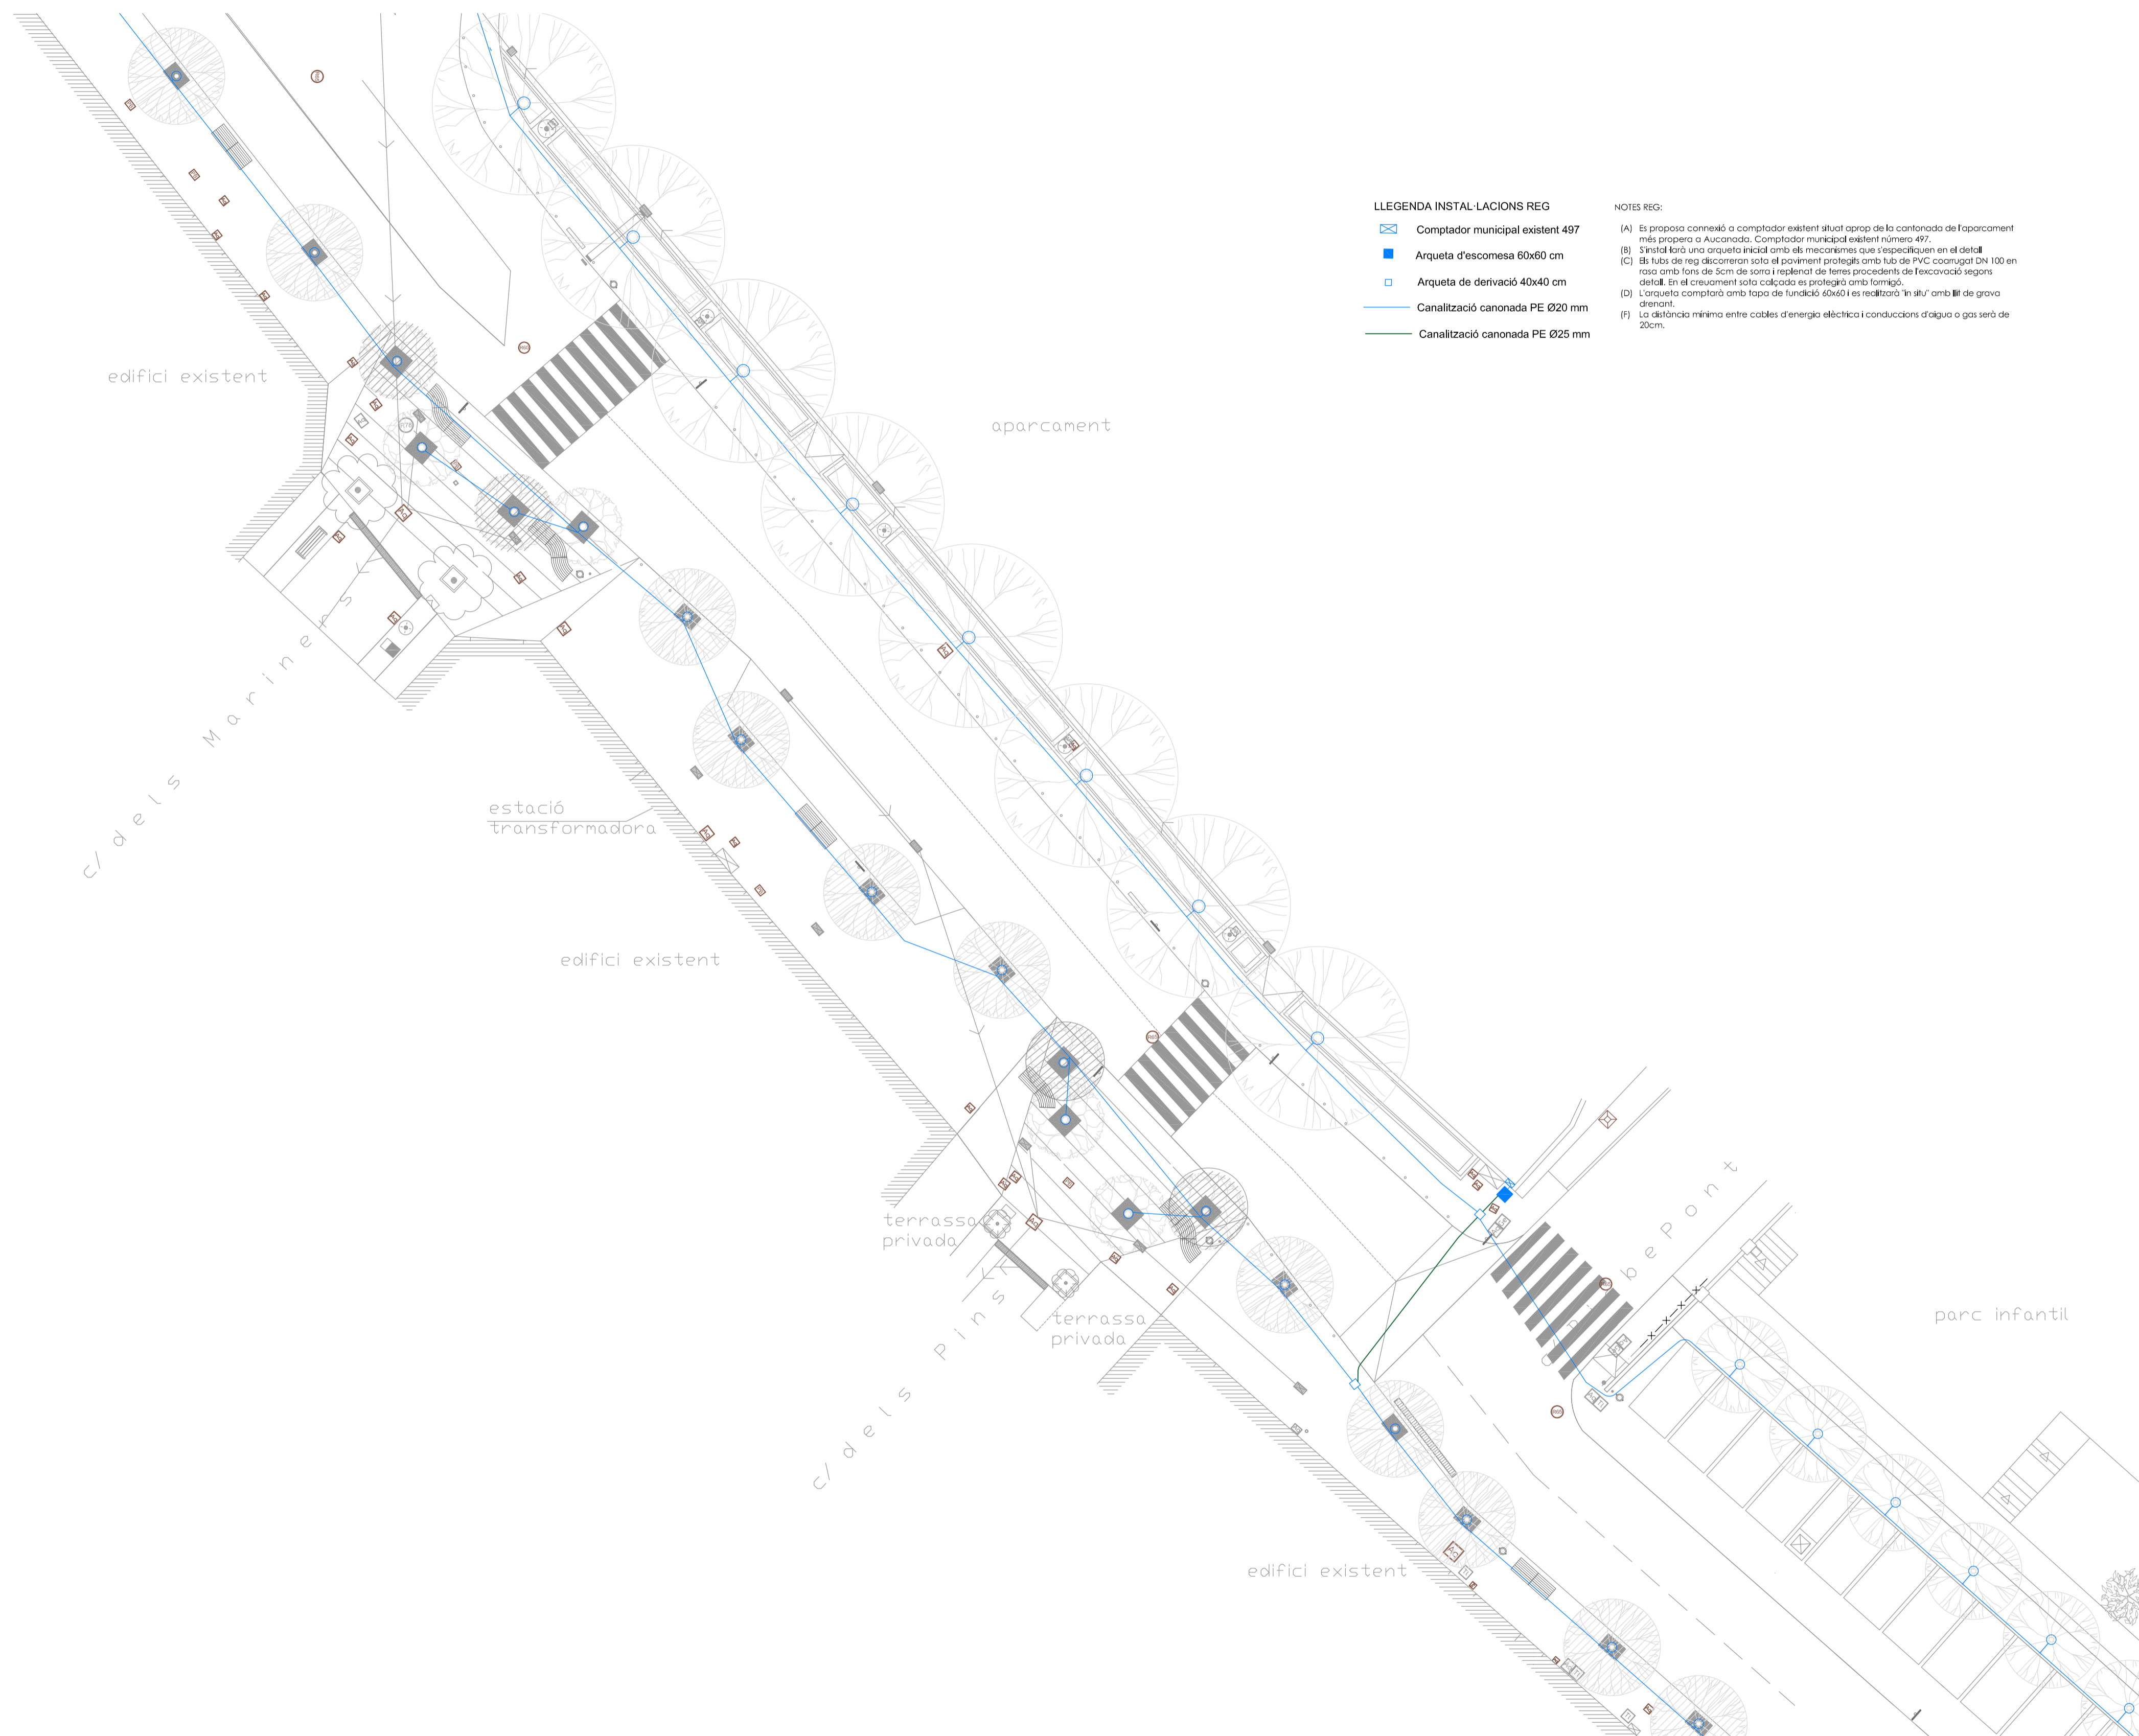 LLEGENDA INSTAL·LACIONS REG
Comptador municipal existent 497
Arqueta d'escomesa 60x60 cm
Arqueta de derivació 40x40 cm
Canalització canonada PE Ø20 mm
Canalització canonada PE Ø25 mm
NOTES REG:
(A) Es proposa connexió a comptador existent situat aprop de la cantonada de l'aparcament
més propera a Aucanada. Comptador municipal existent número 497.
(B) S'instal·larà una arqueta inicial amb els mecanismes que s'especifiquen en el detall
(C) Els tubs de reg discorreran sota el paviment protegits amb tub de PVC coarrugat DN 100 en
rasa amb fons de 5cm de sorra i replenat de terres procedents de l'excavació segons
detall. En el creuament sota calçada es protegirà amb formigó.
(D) L'arqueta comptarà amb tapa de fundició 60x60 i es realitzarà "in situ" amb llit de grava
drenant.
(F) La distància mínima entre cables d'energia elèctrica i conduccions d'aigua o gas serà de
20cm.
edifici existent
aparcament
c/ dels Mariners
estació
transformadora
edifici existent
terrassa
privada
terrassa
privada
c/ dels Pins
parc infantil
edifici existent